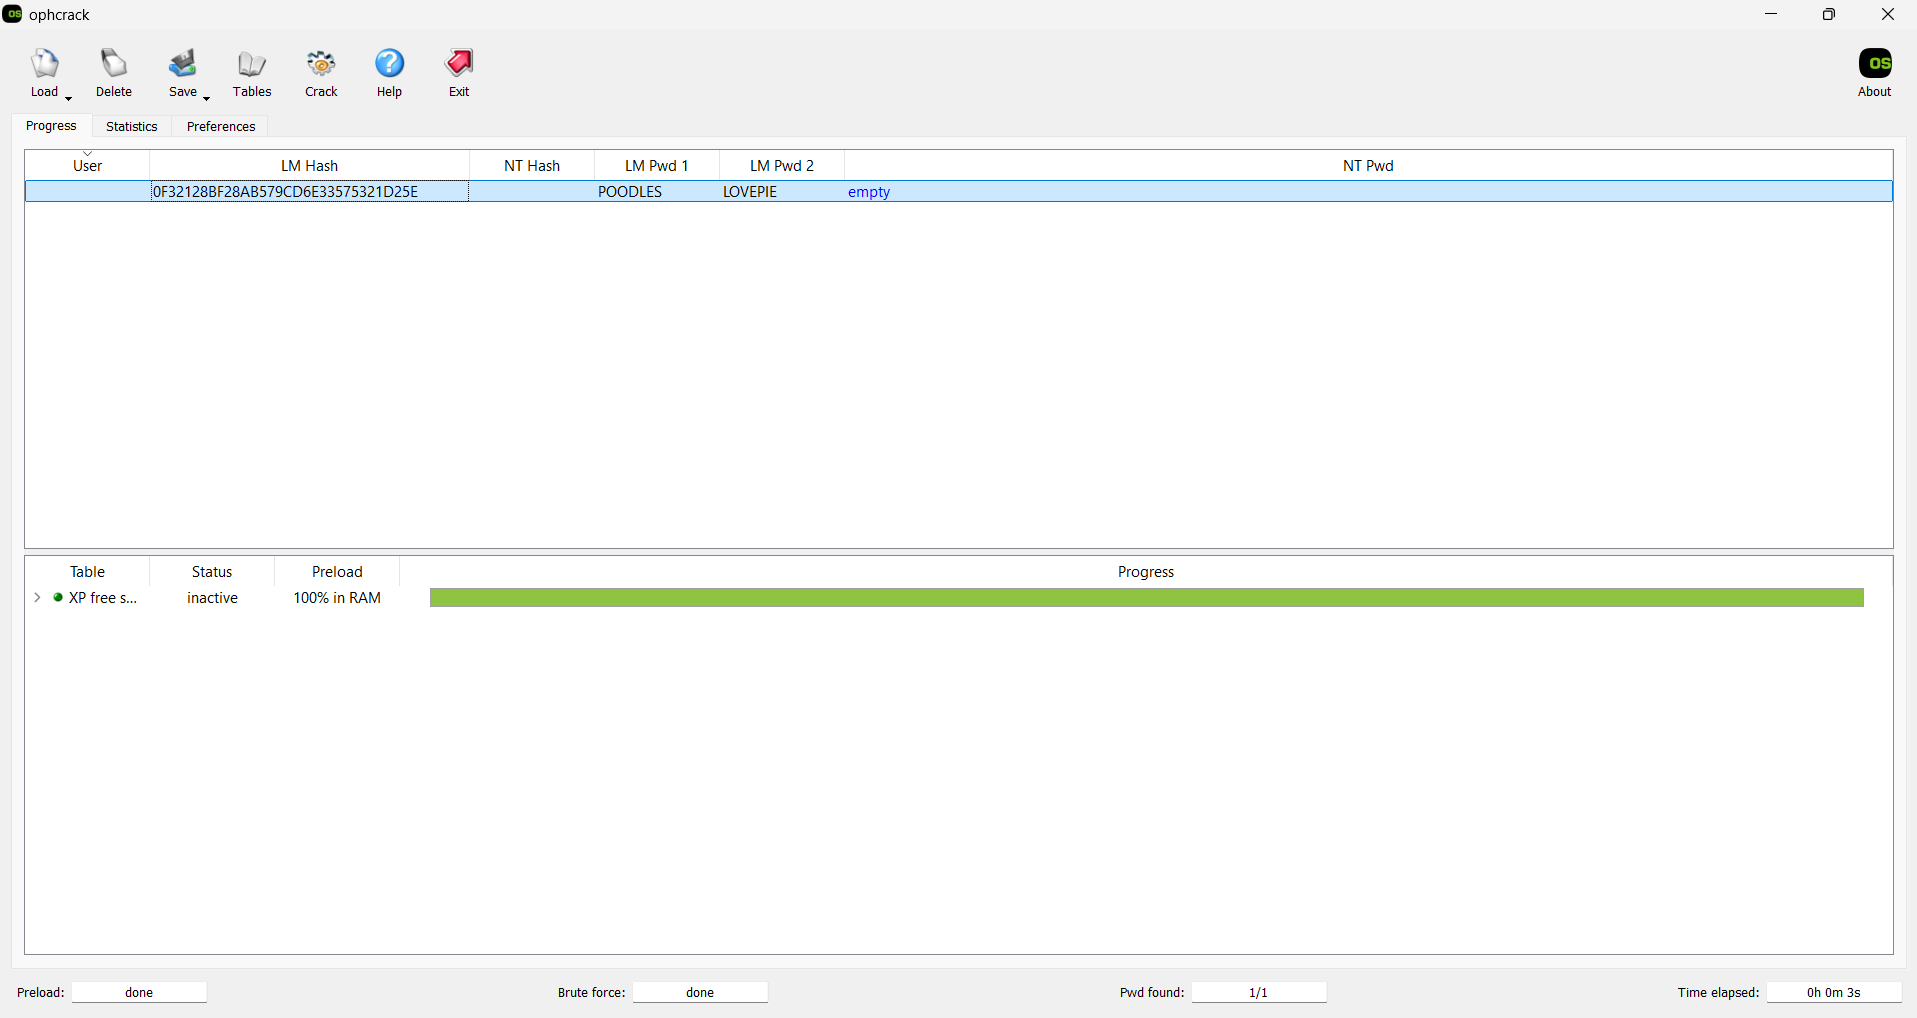 OS ophcrack
Load Delete Save Tables Crack Help Exit OS About
Progress Statistics Preferences
User LM Hash NT Hash LM Pwd 1 LM Pwd 2 NT Pwd
0F32128BF28AB579CD6E33575321D25E POODLES LOVEPIE empty
Table Status Preload Progress
XP free s... inactive 100% in RAM
Preload: done Brute force: done Pwd found: 1/1 Time elapsed: 0h 0m 3s